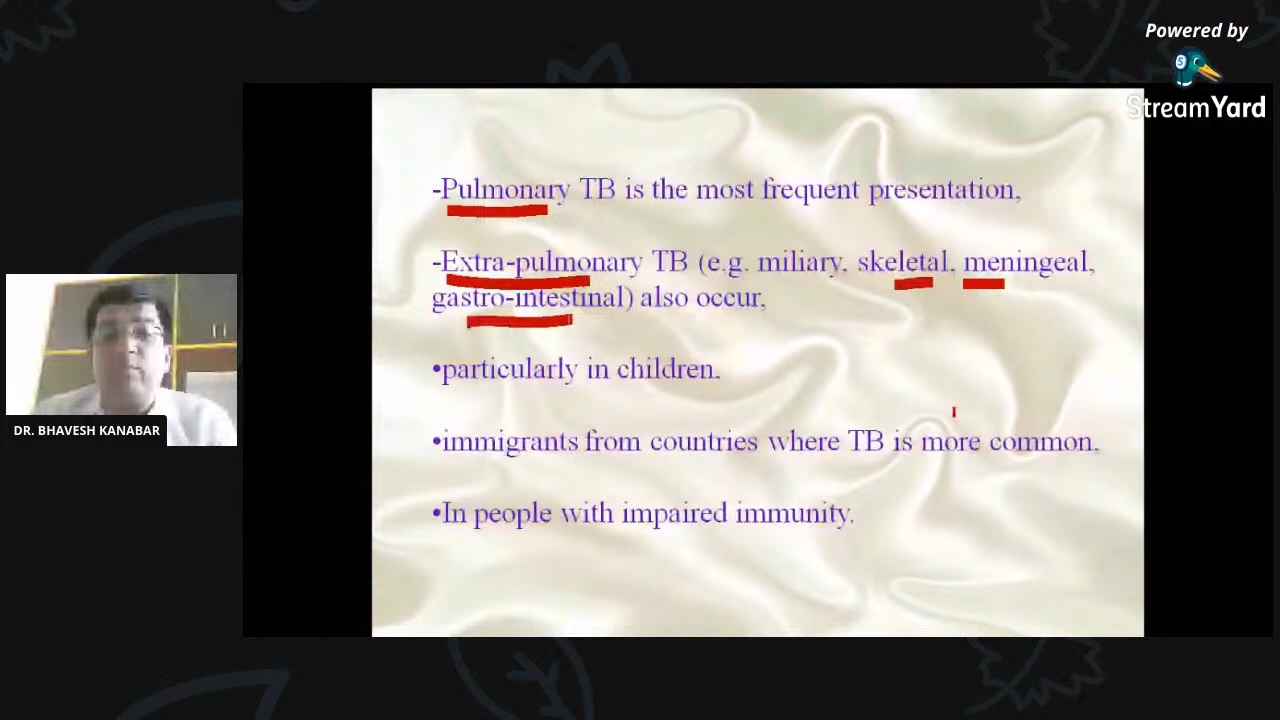 Powered by
StreamYard
-Pulmonary TB is the most frequent presentation,
-Extra-pulmonary TB (e.g. miliary, skeletal, meningeal,
gastro-intestinal) also occur,
•particularly in children,
•immigrants from countries where TB is more common,
•In people with impaired immunity.
DR. BHAVESH KANABAR